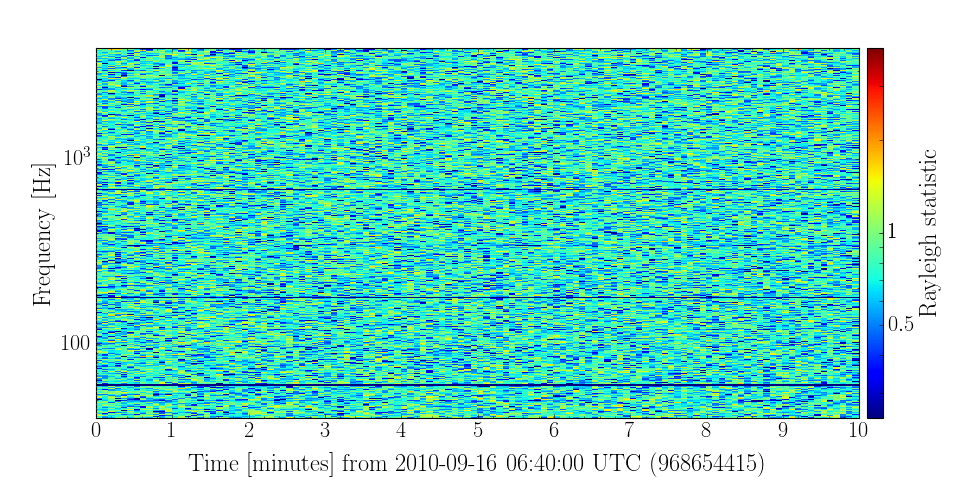 Frequency [Hz]
10³
100
0 1 2 3 4 5 6 7 8 9 10
Time [minutes] from 2010-09-16 06:40:00 UTC (968654415)
1
0.5
Rayleigh statistic